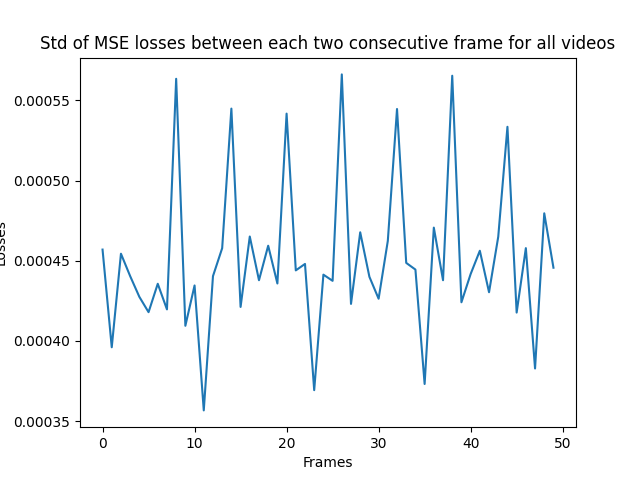 Std of MSE losses between each two consecutive frame for all videos
0.00055
0.00050
0.00045
0.00040
0.00035
Losses
0 10 20 30 40 50
Frames